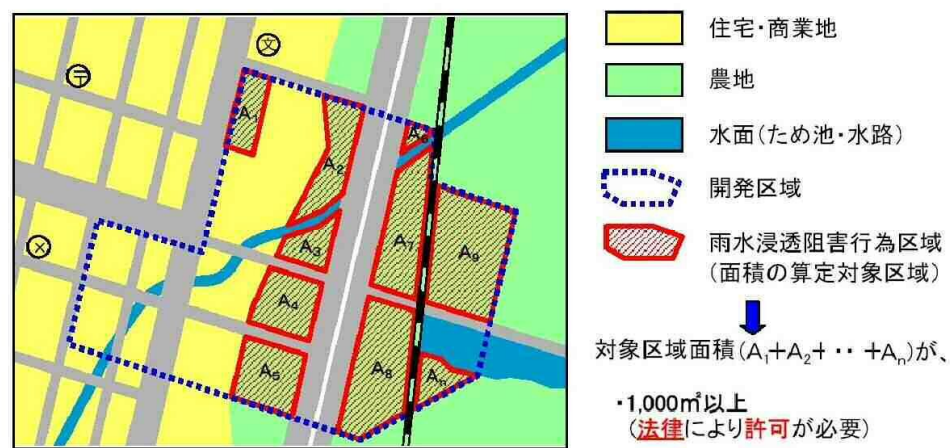 文
〒
A₁
A₂
A₆
A₃
A₇
A₉
A₄
A₅
A₈
Aₙ
住宅・商業地
農地
水面(ため池・水路)
開発区域
雨水浸透阻害行為区域
(面積の算定対象区域)
対象区域面積(A₁+A₂+ ‥ +Aₙ)が、
・1,000㎡以上
(法律により許可が必要)